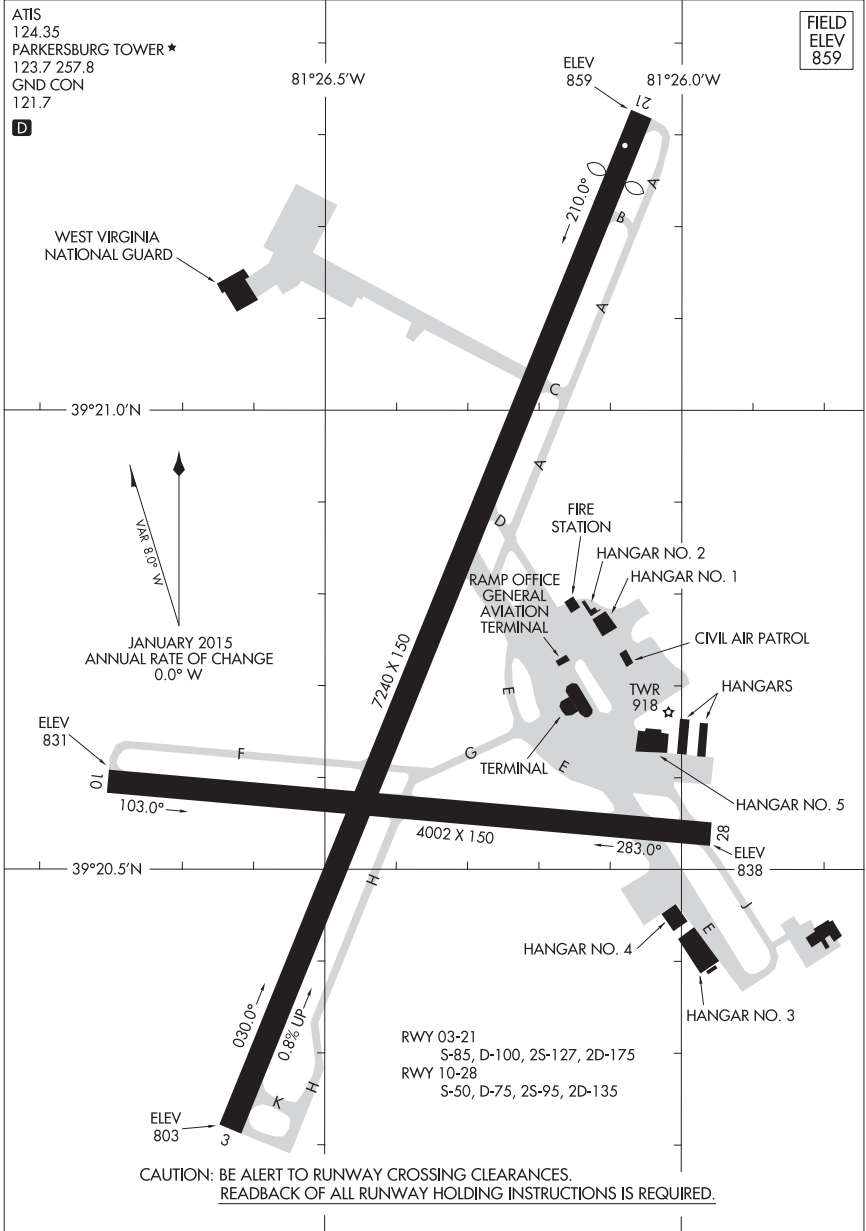 ATIS
124.35
PARKERSBURG TOWER ★
123.7 257.8
GND CON
121.7
D
FIELD
ELEV
859
81°26.5'W
ELEV
859
81°26.0'W
21
A
210.0°
B
WEST VIRGINIA
NATIONAL GUARD
A
C
39°21.0'N
A
VAR 8.0° W
D
FIRE
STATION
HANGAR NO. 2
HANGAR NO. 1
RAMP OFFICE
GENERAL
AVIATION
TERMINAL
CIVIL AIR PATROL
JANUARY 2015
ANNUAL RATE OF CHANGE
0.0° W
7240 X 150
E
TWR
918
HANGARS
ELEV
831
F
G
E
TERMINAL
10
103.0°
HANGAR NO. 5
4002 X 150
283.0°
28
ELEV
838
39°20.5'N
H
J
E
HANGAR NO. 4
HANGAR NO. 3
030.0°
0.8% UP
RWY 03-21
S-85, D-100, 2S-127, 2D-175
RWY 10-28
S-50, D-75, 2S-95, 2D-135
H
K
ELEV
803
3
CAUTION: BE ALERT TO RUNWAY CROSSING CLEARANCES.
READBACK OF ALL RUNWAY HOLDING INSTRUCTIONS IS REQUIRED.